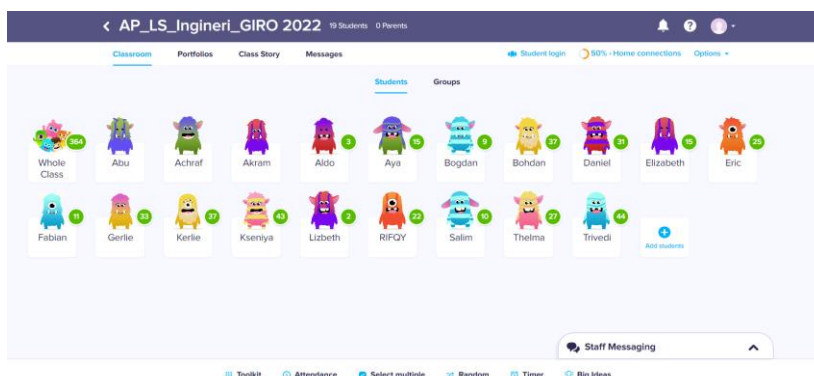 < AP_LS_Ingineri_GIRO 2022 19 Students 0 Parents
Classroom Portfolios Class Story Messages Student login 50% • Home connections Options
Students Groups
364 3 15 9 37 31 15 25
Whole Class Abu Achraf Akram Aldo Aya Bogdan Bohdan Daniel Elizabeth Eric
11 33 37 43 2 22 10 27 44
Fabian Gerlie Kerlie Kseniya Lizbeth RIFQY Salim Thelma Trivedi Add students
Staff Messaging
Toolkit Attendance Select multiple Random Timer Big Ideas